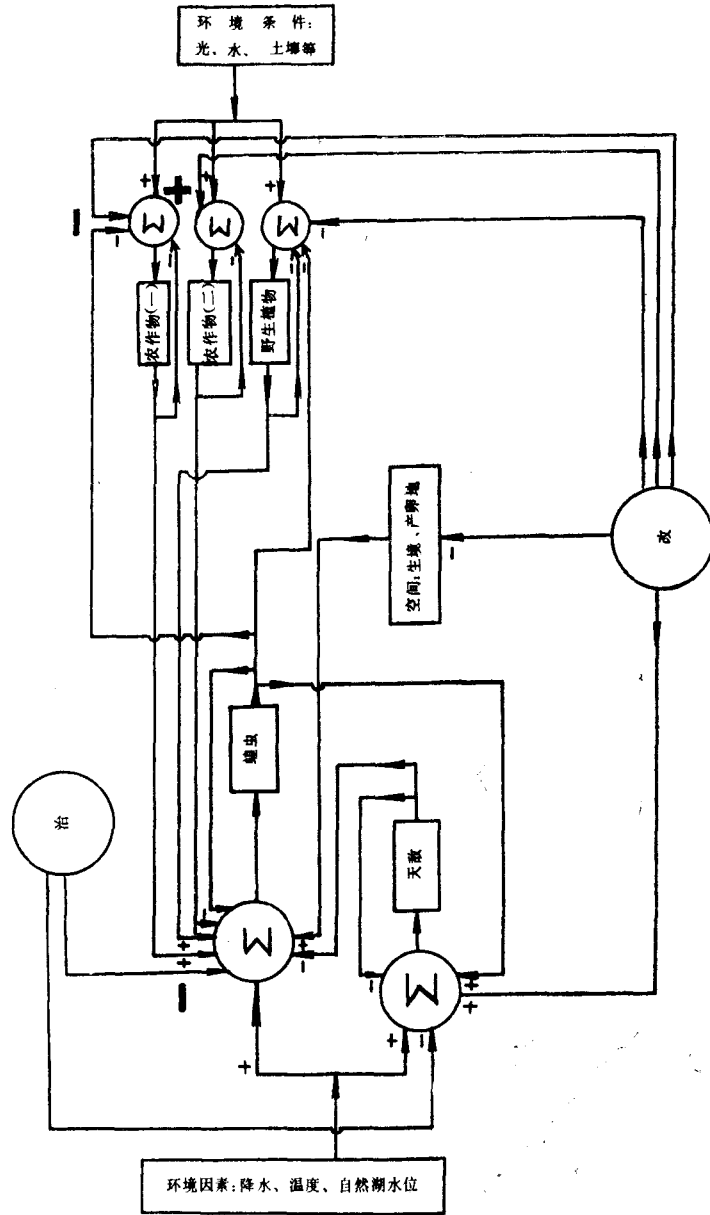 环境条件:
光、水、土壤等
农作物(一)
农作物(二)
野生植物
空间:生境、产卵地
改
蝗虫
天敌
治
环境因素:降水、温度、自然湖水位
Σ
Σ
Σ
Σ
Σ
+
+
+
+
+
+
+
+
+
+
+
-
-
-
-
-
-
-
-
-
-
-